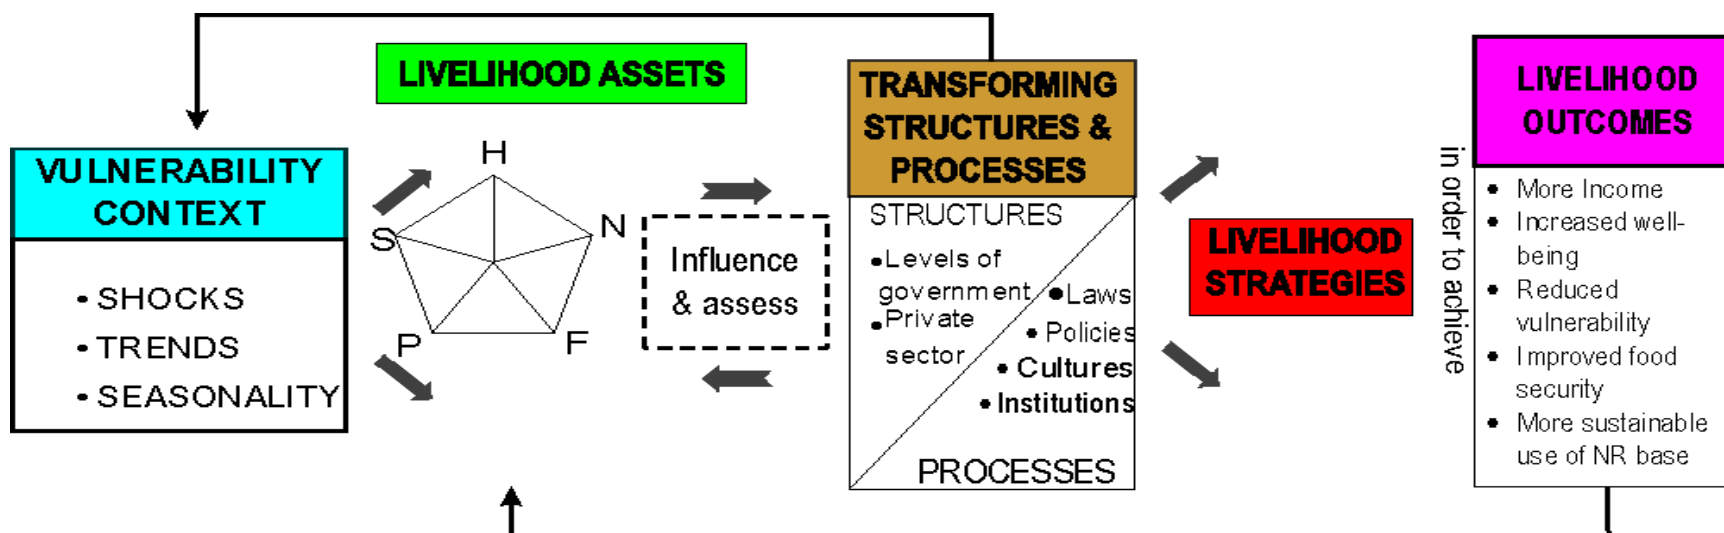 LIVELIHOOD ASSETS
VULNERABILITY
CONTEXT
• SHOCKS
• TRENDS
• SEASONALITY
H
S
N
P
F
Influence
& assess
TRANSFORMING
STRUCTURES &
PROCESSES
STRUCTURES
• Levels of
government
• Private
sector
• Laws
• Policies
• Cultures
• Institutions
PROCESSES
LIVELIHOOD
STRATEGIES
in order to achieve
LIVELIHOOD
OUTCOMES
• More Income
• Increased well-
being
• Reduced
vulnerability
• Improved food
security
• More sustainable
use of NR base